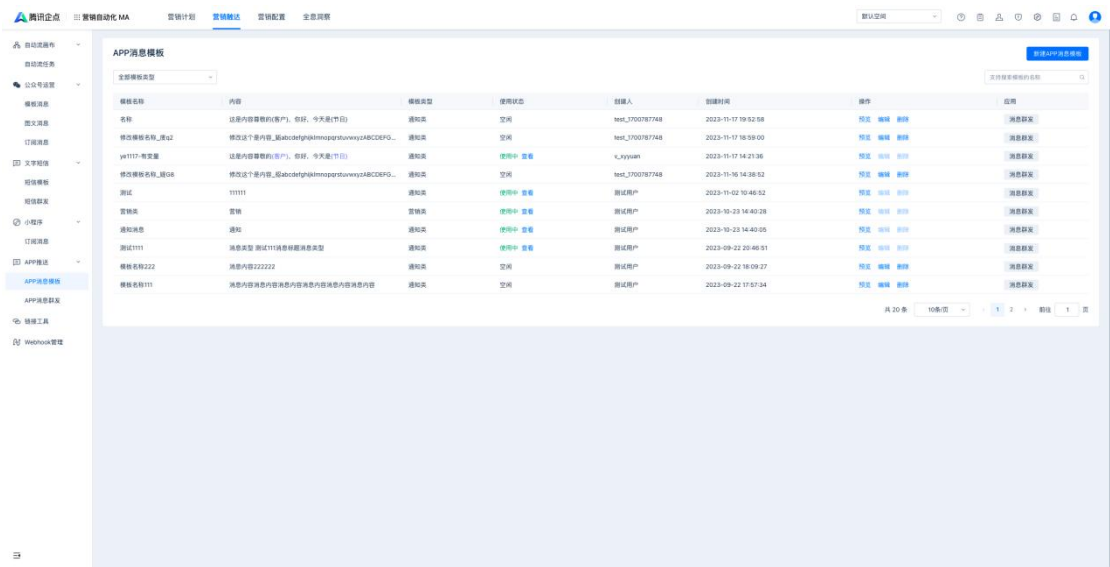 腾讯企点 营销自动化 MA 营销计划 营销触达 营销配置 全息洞察 默认空间
自动流画布
自动流任务
公众号运营
模板消息
图文消息
订阅消息
文字短信
短信模板
短信群发
小程序
订阅消息
APP推送
APP消息模板
APP消息群发
链接工具
Webhook管理
APP消息模板 新建APP消息模板
全部模板类型 支持搜索模板的名称
模板名称 内容 模板类型 使用状态 创建人 创建时间 操作 应用
名称 这是内容尊敬的(客户)、你好、今天是(节日) 通知类 空闲 test_1700787748 2023-11-17 19:52:58 预览 编辑 删除 消息群发
修改模板名称_q2 修改这个是内容_abcdefghijklmnopqrstuvwxyzABCDEFG... 通知类 空闲 test_1700787748 2023-11-17 18:59:00 预览 编辑 删除 消息群发
ye1117-有变量 这是内容尊敬的(客户)、你好、今天是(节日) 通知类 使用中 查看 v_xyyuan 2023-11-17 14:21:36 预览 编辑 删除 消息群发
修改模板名称_G8 修改这个是内容_abcdefghijklmnopqrstuvwxyzABCDEFG... 通知类 空闲 test_1700787748 2023-11-16 14:38:52 预览 编辑 删除 消息群发
测试 111111 通知类 使用中 查看 测试用户 2023-11-02 10:46:52 预览 编辑 删除 消息群发
营销类 营销 营销类 使用中 查看 测试用户 2023-10-23 14:40:28 预览 编辑 删除 消息群发
通知消息 通知 通知类 使用中 查看 测试用户 2023-10-23 14:40:05 预览 编辑 删除 消息群发
测试1111 消息类型 测试111消息标题消息类型 通知类 使用中 查看 测试用户 2023-09-22 20:46:51 预览 编辑 删除 消息群发
模板名称222 消息内容222222 通知类 空闲 测试用户 2023-09-22 18:09:27 预览 编辑 删除 消息群发
模板名称111 消息内容消息内容消息内容消息内容消息内容消息内容 通知类 空闲 测试用户 2023-09-22 17:57:34 预览 编辑 删除 消息群发
共 20 条 10条/页 1 2 前往 1 页